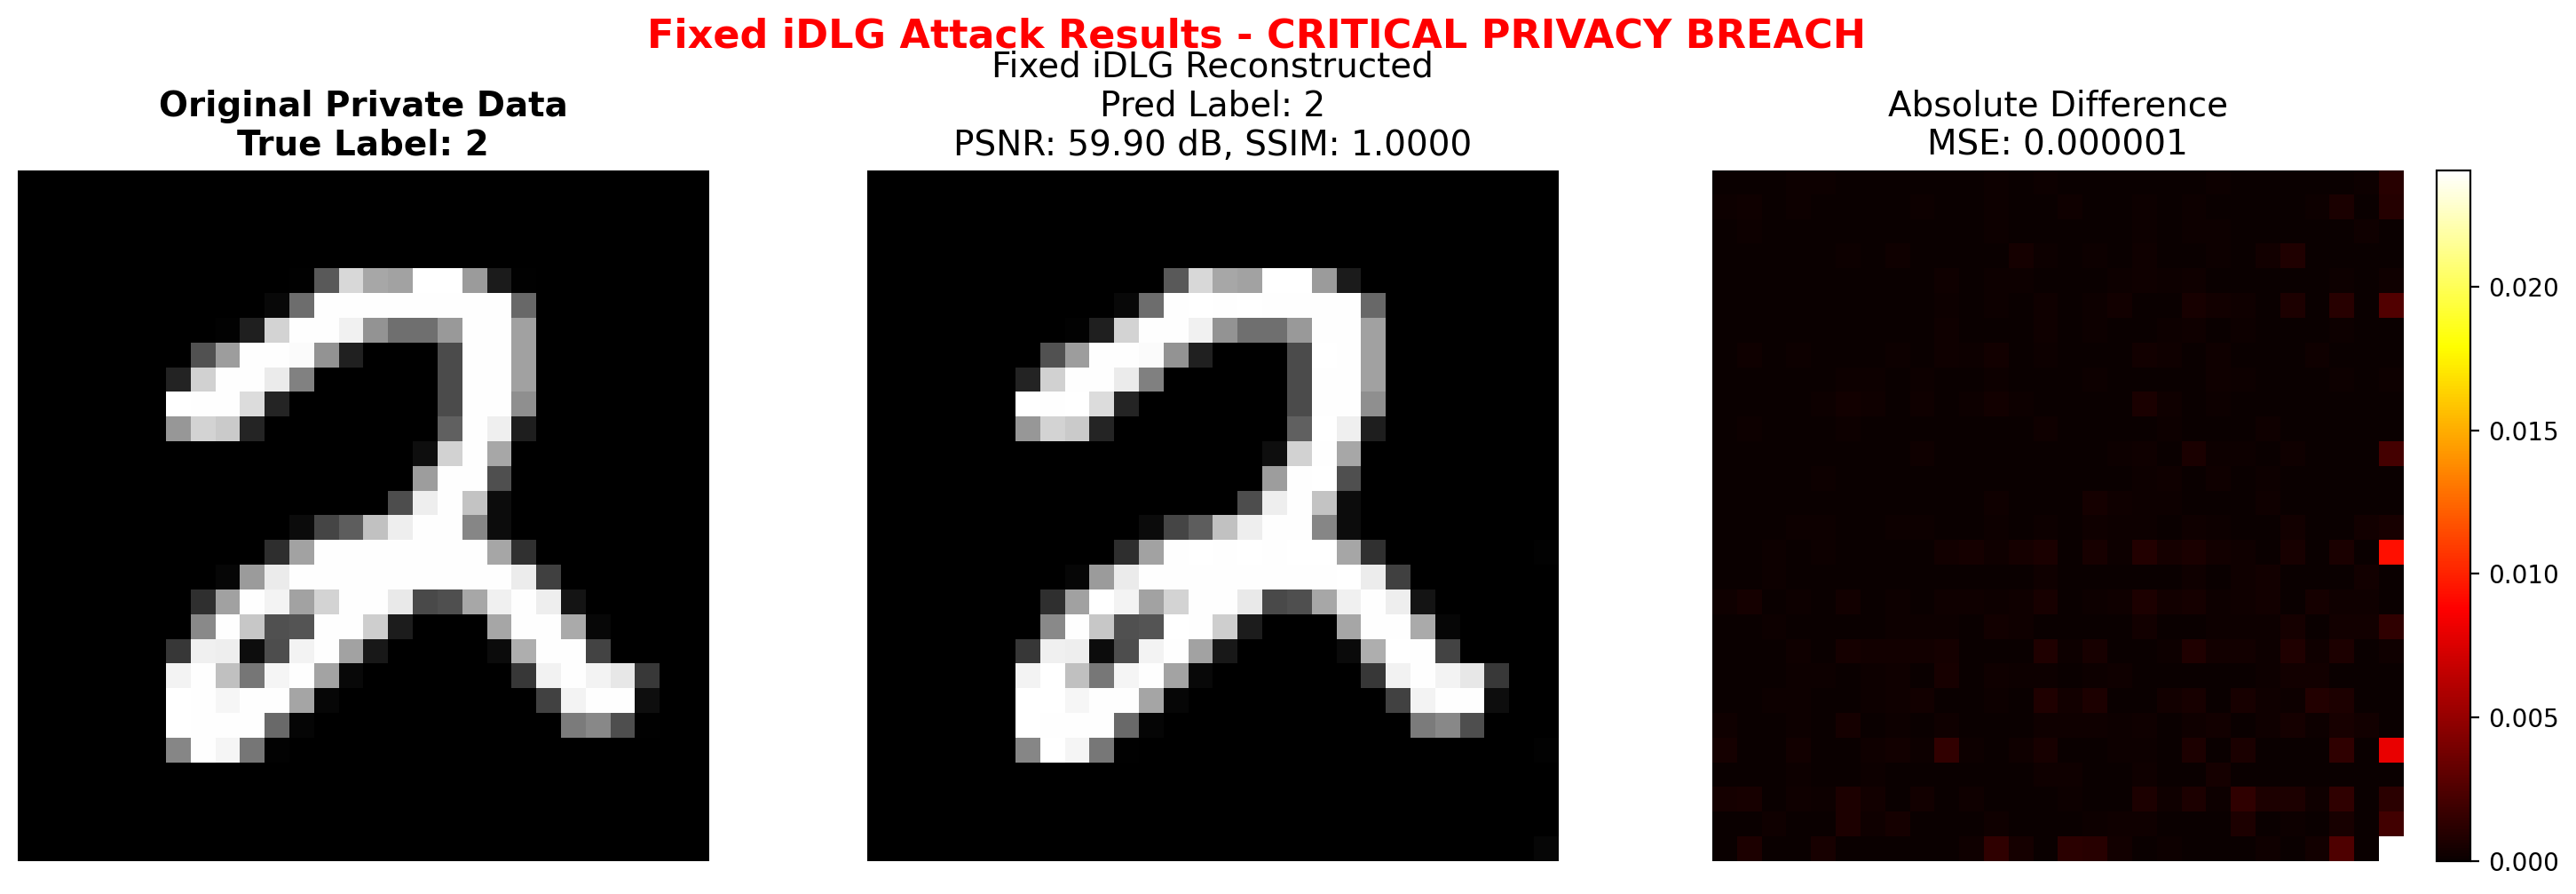 Fixed iDLG Attack Results - CRITICAL PRIVACY BREACH
Original Private Data
True Label: 2
Fixed iDLG Reconstructed
Pred Label: 2
PSNR: 59.90 dB, SSIM: 1.0000
Absolute Difference
MSE: 0.000001
2
2
0.020
0.015
0.010
0.005
0.000